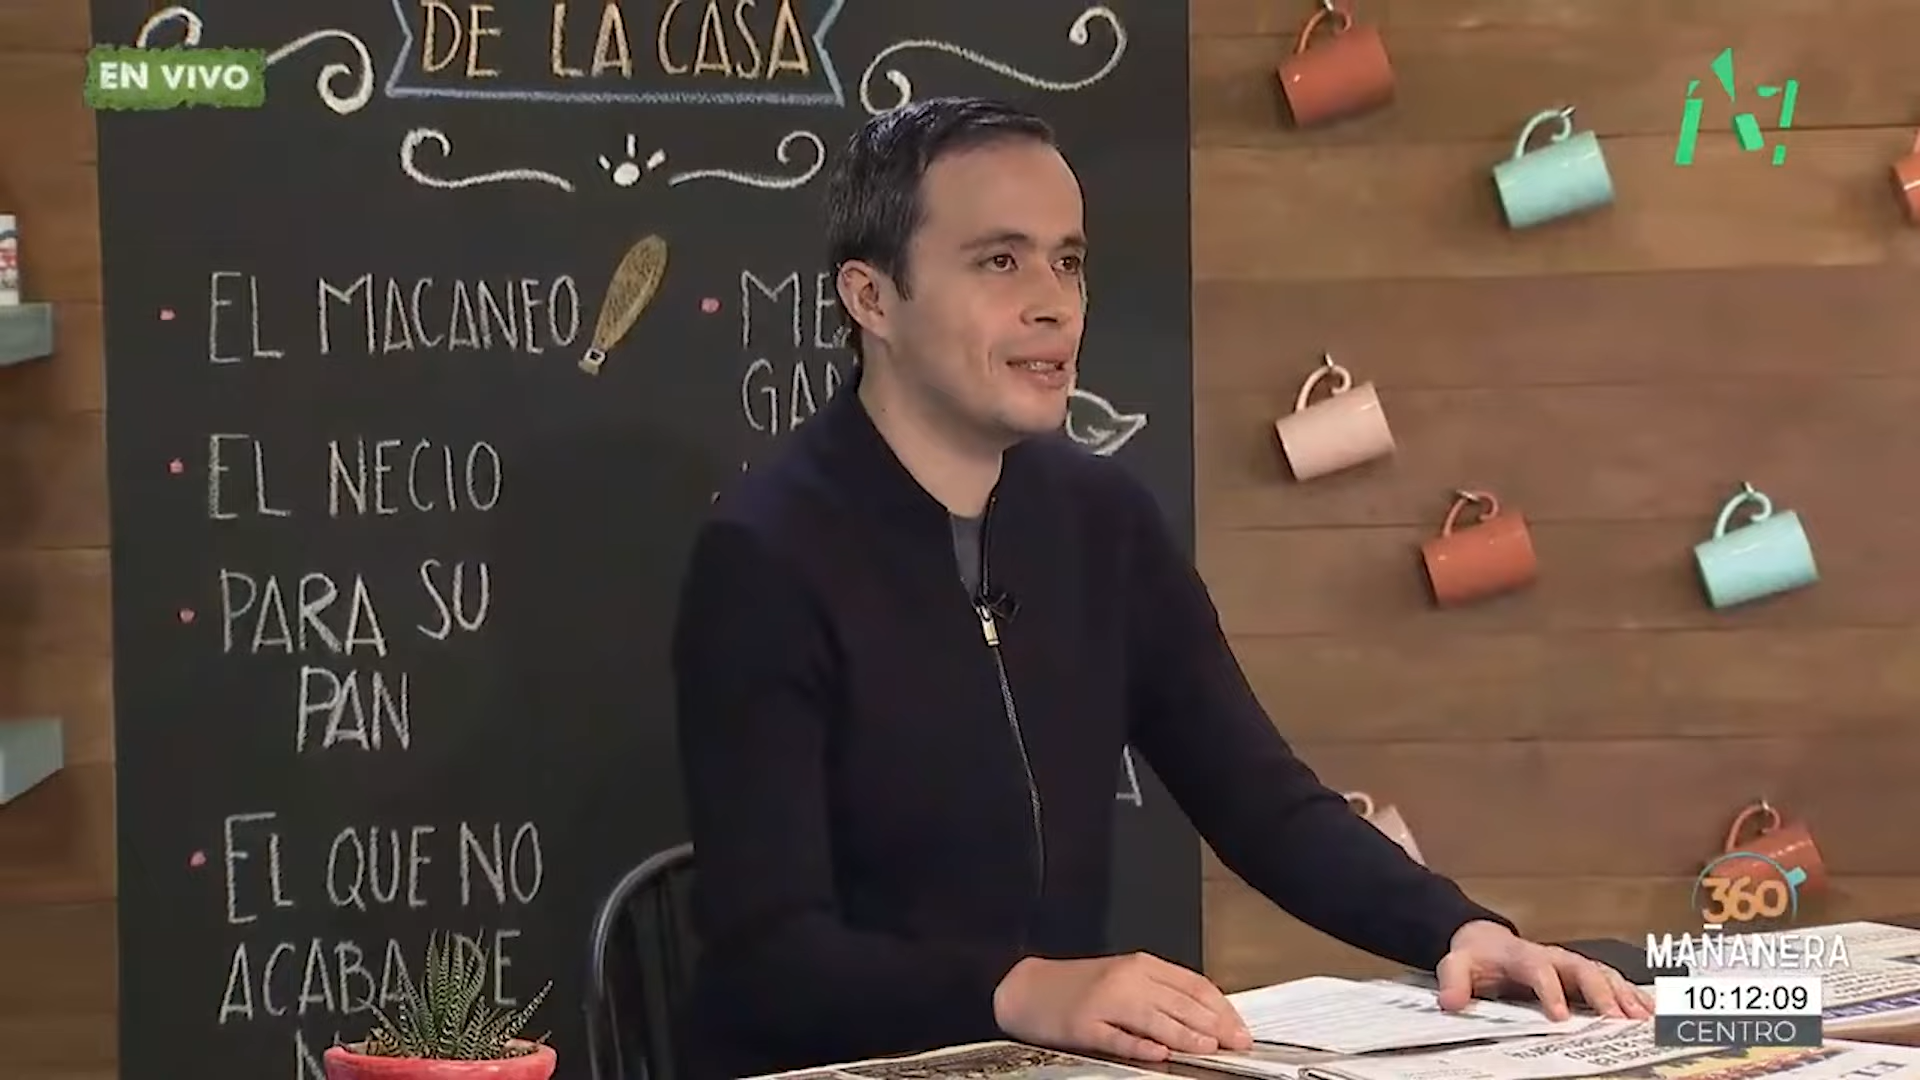 DE LA CASA
EN VIVO
EL MACANEO
EL NECIO
PARA SU
PAN
EL QUE NO
ACABA DE
360
MAÑANERA
10:12:09
CENTRO